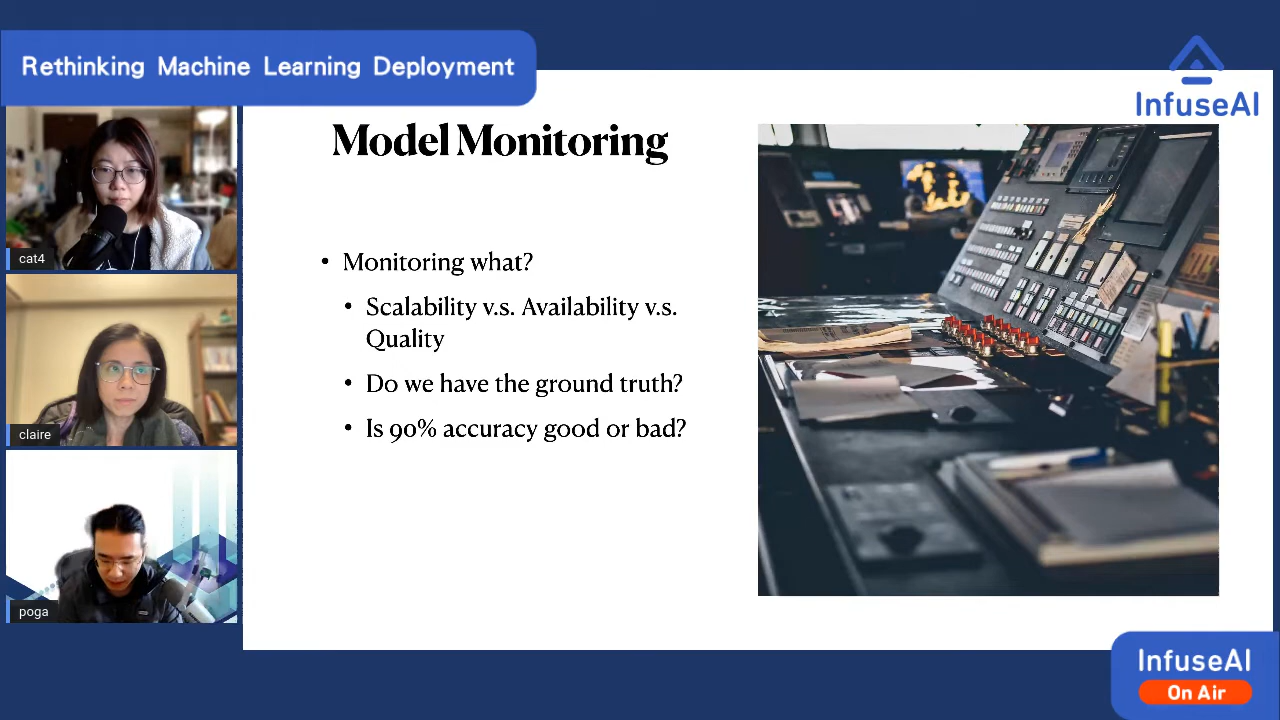 Rethinking Machine Learning Deployment
InfuseAI
Model Monitoring
• Monitoring what?
• Scalability v.s. Availability v.s.
Quality
• Do we have the ground truth?
• Is 90% accuracy good or bad?
cat4
claire
poga
InfuseAI
On Air